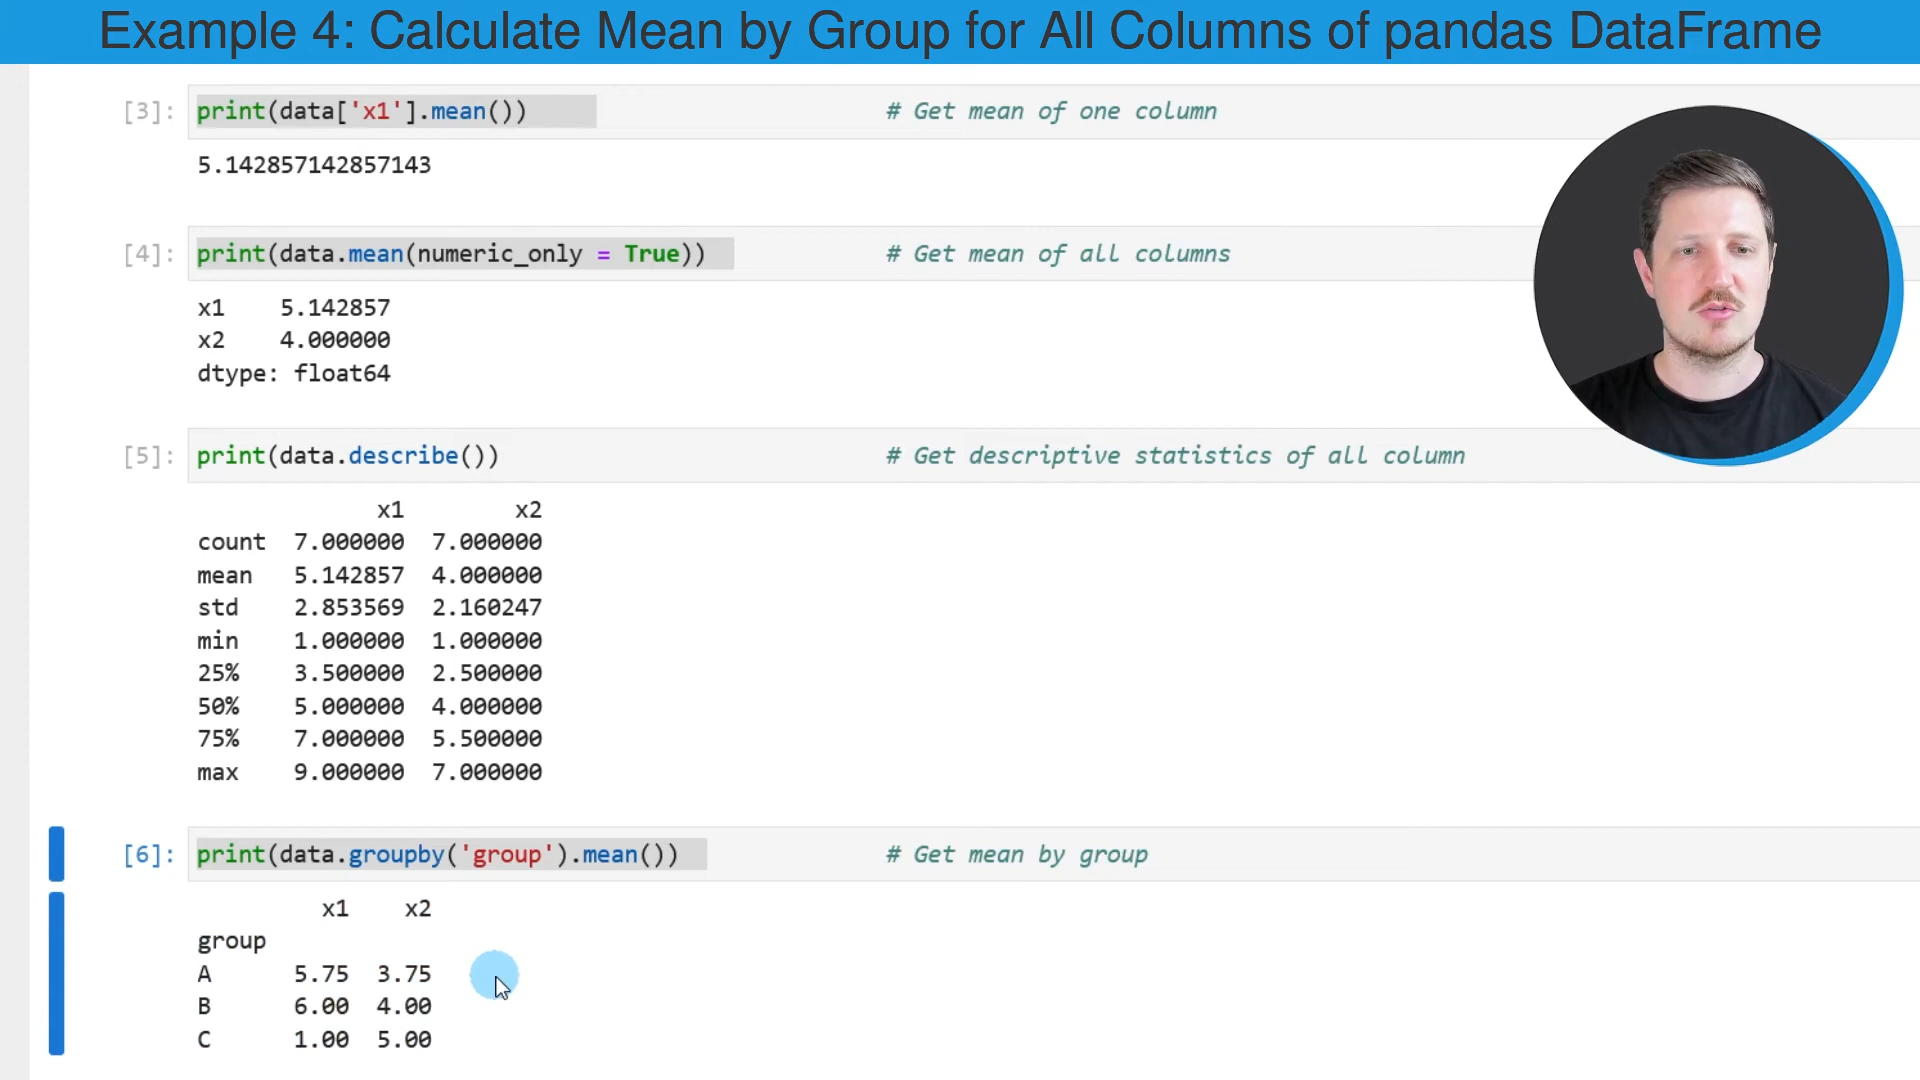 Example 4: Calculate Mean by Group for All Columns of pandas DataFrame
[3]: print(data['x1'].mean()) # Get mean of one column
5.142857142857143
[4]: print(data.mean(numeric_only = True)) # Get mean of all columns
x1 5.142857
x2 4.000000
dtype: float64
[5]: print(data.describe()) # Get descriptive statistics of all column
x1 x2
count 7.000000 7.000000
mean 5.142857 4.000000
std 2.853569 2.160247
min 1.000000 1.000000
25% 3.500000 2.500000
50% 5.000000 4.000000
75% 7.000000 5.500000
max 9.000000 7.000000
[6]: print(data.groupby('group').mean()) # Get mean by group
x1 x2
group
A 5.75 3.75
B 6.00 4.00
C 1.00 5.00